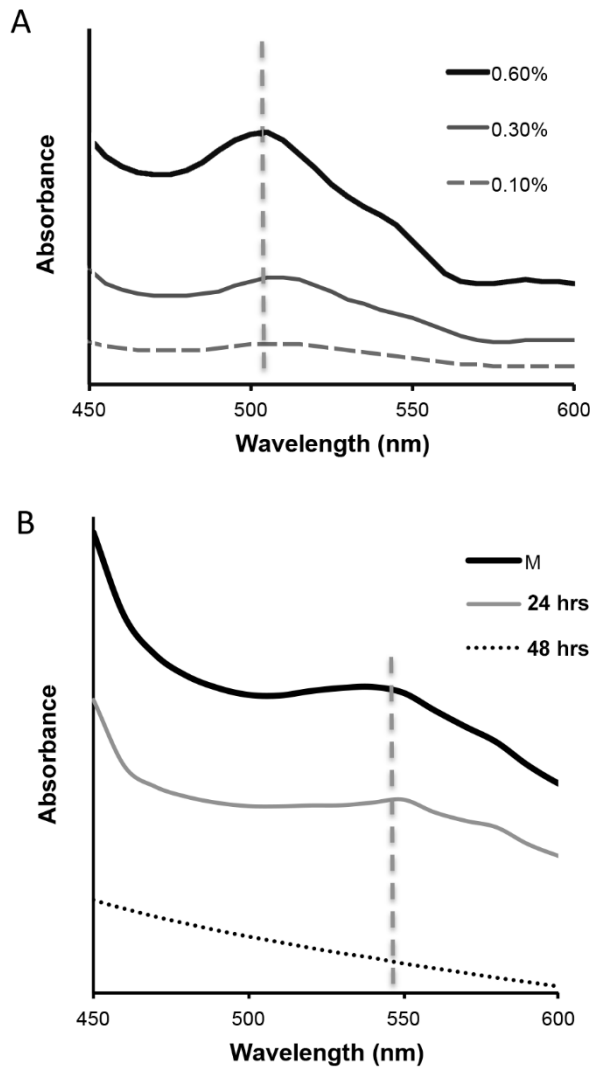 A
0.60%
0.30%
0.10%
Absorbance
450 500 550 600
Wavelength (nm)
B
M
24 hrs
48 hrs
Absorbance
450 500 550 600
Wavelength (nm)